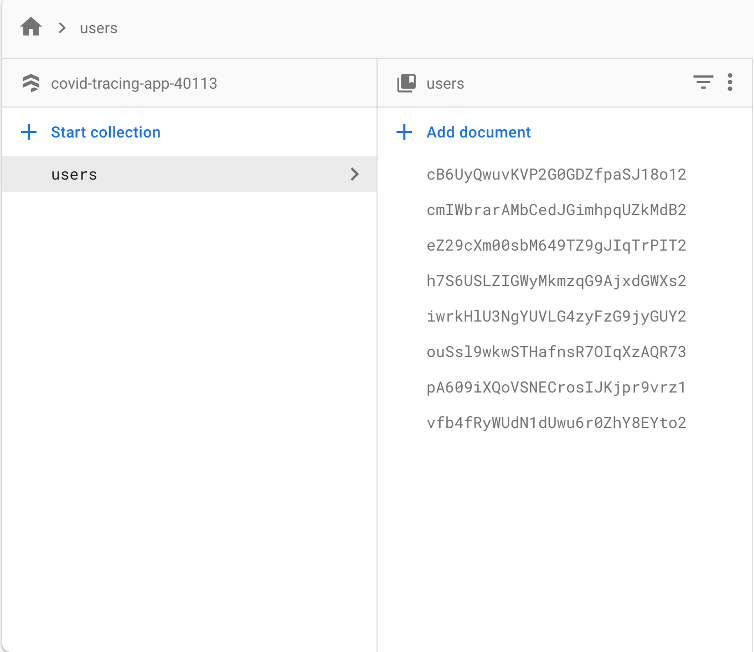 users
covid-tracing-app-40113
Start collection
users
users
Add document
cB6UyQwuvKVP2G0GDZfpaSJ18o12
cmIWbrarAMbCedJGimhpqUZkMdB2
eZ29cXm00sbM649TZ9gJIqTrPIT2
h7S6USLZIGWyMkmzqG9AjxdGWXs2
iwrkHlU3NgYUVLG4zyFzG9jyGUY2
ouSsl9wkwSTHafnsR7OIqXzAQR73
pA609iXQoVSNECrosIJKjpr9vrz1
vfb4fRyWUdN1dUwu6r0ZhY8EYto2